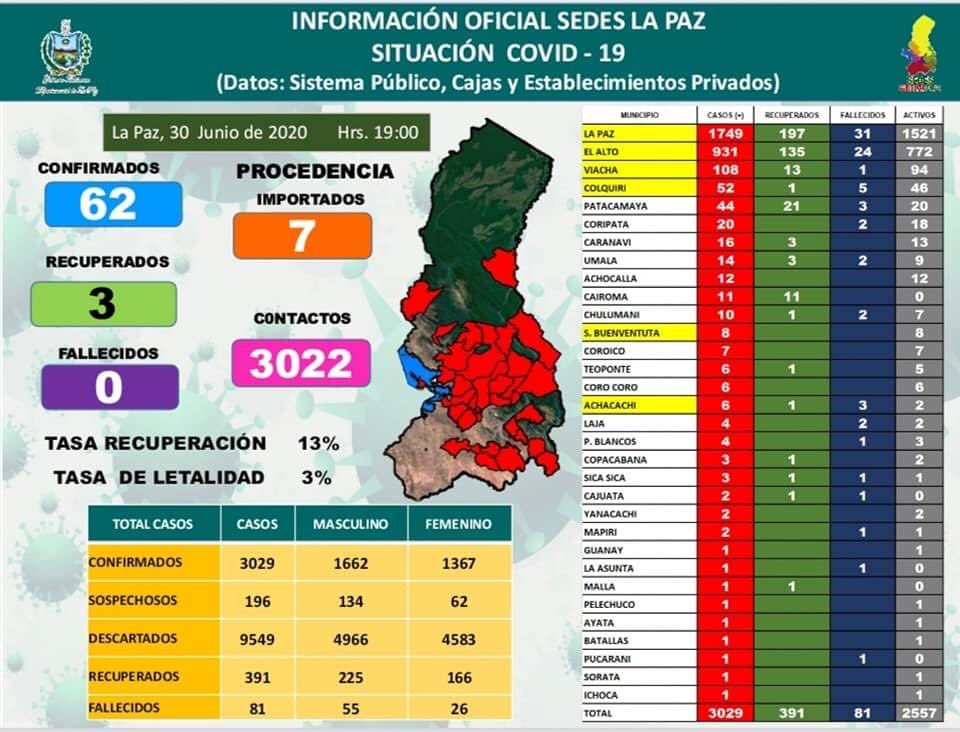 INFORMACIÓN OFICIAL SEDES LA PAZ
SITUACIÓN COVID - 19
(Datos: Sistema Público, Cajas y Establecimientos Privados)
SEDES
La Paz, 30 Junio de 2020 Hrs. 19:00
CONFIRMADOS
62
RECUPERADOS
3
FALLECIDOS
0
PROCEDENCIA
IMPORTADOS
7
CONTACTOS
3022
TASA RECUPERACIÓN 13%
TASA DE LETALIDAD 3%
TOTAL CASOS CASOS MASCULINO FEMENINO
CONFIRMADOS 3029 1662 1367
SOSPECHOSOS 196 134 62
DESCARTADOS 9549 4966 4583
RECUPERADOS 391 225 166
FALLECIDOS 81 55 26
MUNICIPIO CASOS (+) RECUPERADOS FALLECIDOS ACTIVOS
LA PAZ 1749 197 31 1521
EL ALTO 931 135 24 772
VIACHA 108 13 1 94
COLQUIRI 52 1 5 46
PATACAMAYA 44 21 3 20
CORIPATA 20 2 18
CARANAVI 16 3 13
UMALA 14 3 2 9
ACHOCALLA 12 12
CAIROMA 11 11 0
CHULUMANI 10 1 2 7
S. BUENVENTUTA 8 8
COROICO 7 7
TEOPONTE 6 1 5
CORO CORO 6 6
ACHACACHI 6 1 3 2
LAJA 4 2 2
P. BLANCOS 4 1 3
COPACABANA 3 1 2
SICA SICA 3 1 1 1
CAJUATA 2 1 1 0
YANACACHI 2 2
MAPIRI 2 1 1
GUANAY 1 1
LA ASUNTA 1 1 0
MALLA 1 1 0
PELECHUCO 1 1
AYATA 1 1
BATALLAS 1 1
PUCARANI 1 1 0
SORATA 1 1
ICHOCA 1 1
TOTAL 3029 391 81 2557